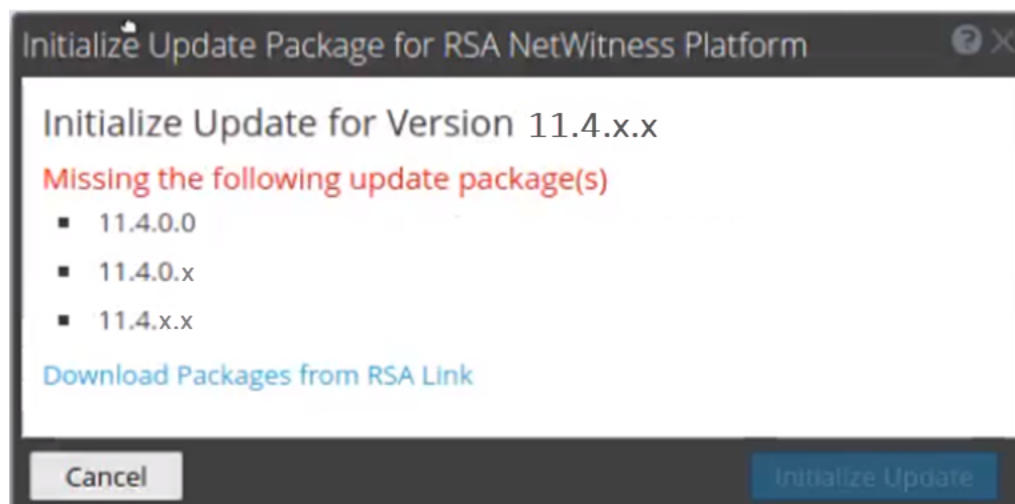 Initialize Update Package for RSA NetWitness Platform
Initialize Update for Version 11.4.x.x
Missing the following update package(s)
11.4.0.0
11.4.0.x
11.4.x.x
Download Packages from RSA Link
Cancel
Initialize Update